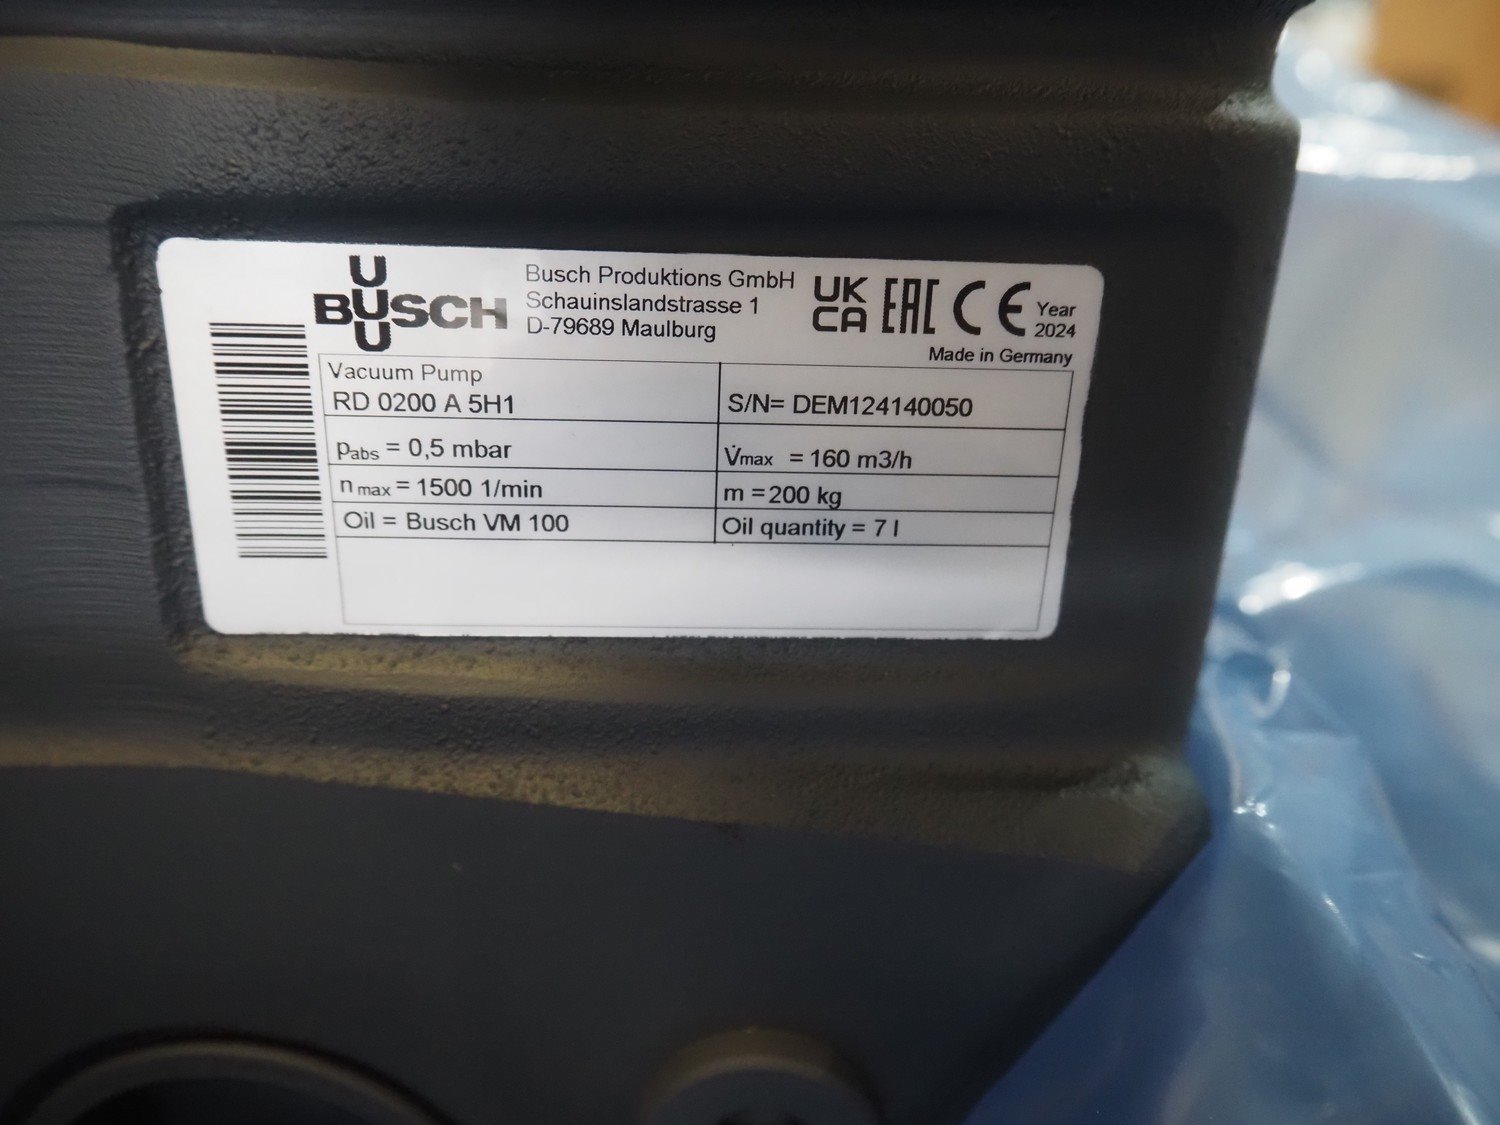 BUSCH
Busch Produktions GmbH
Schauinslandstrasse 1
D-79689 Maulburg
UK
CA
EAC
CE
Year
2024
Made in Germany
Vacuum Pump
RD 0200 A 5H1
S/N= DEM124140050
pabs = 0,5 mbar
V̇max = 160 m3/h
n max = 1500 1/min
m =200 kg
Oil = Busch VM 100
Oil quantity = 7 l